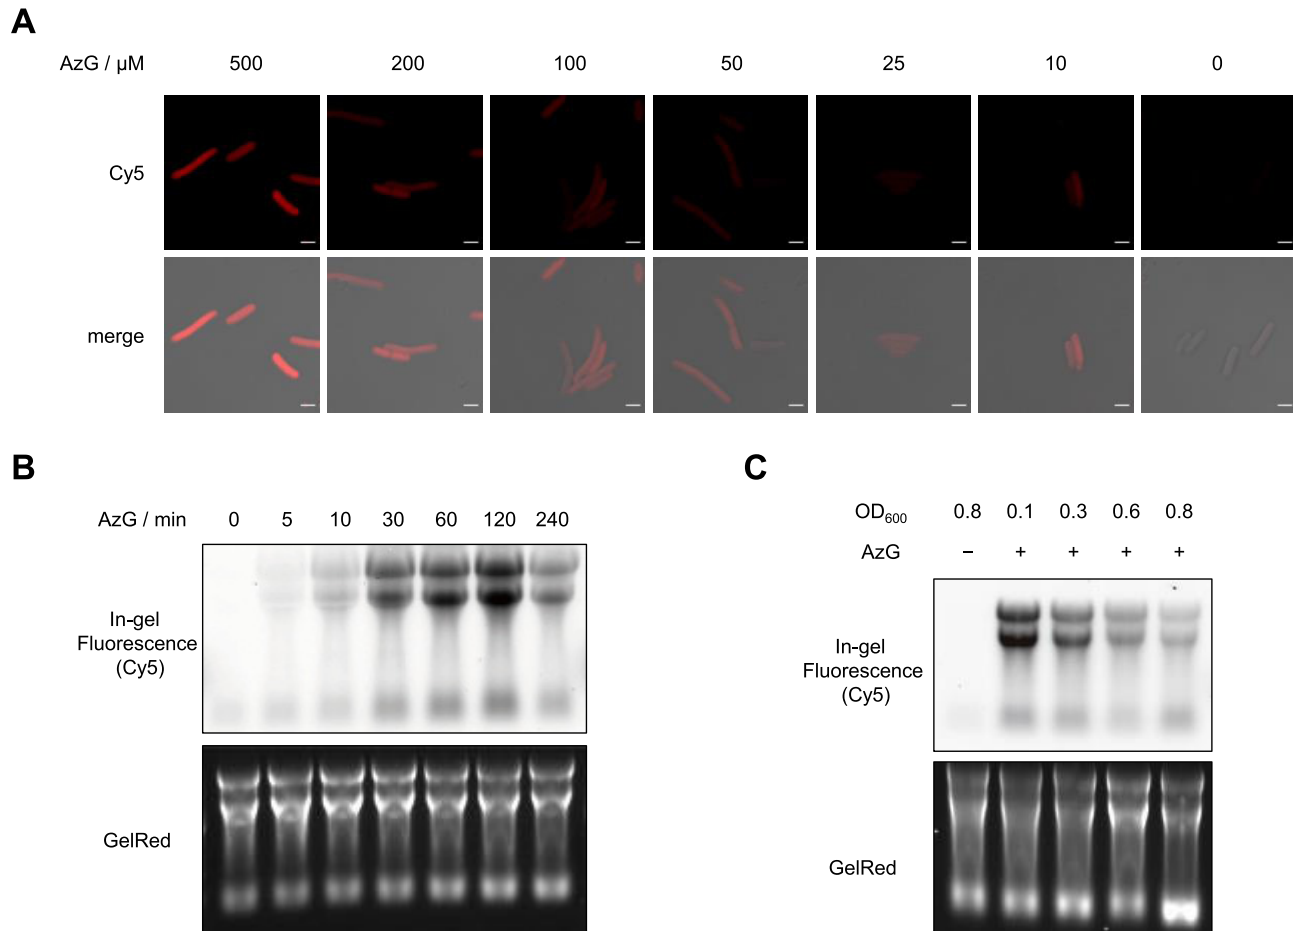 A
AzG / µM 500 200 100 50 25 10 0
Cy5
merge
B
AzG / min 0 5 10 30 60 120 240
In-gel
Fluorescence
(Cy5)
GelRed
C
OD₆₀₀ 0.8 0.1 0.3 0.6 0.8
AzG – + + + +
In-gel
Fluorescence
(Cy5)
GelRed